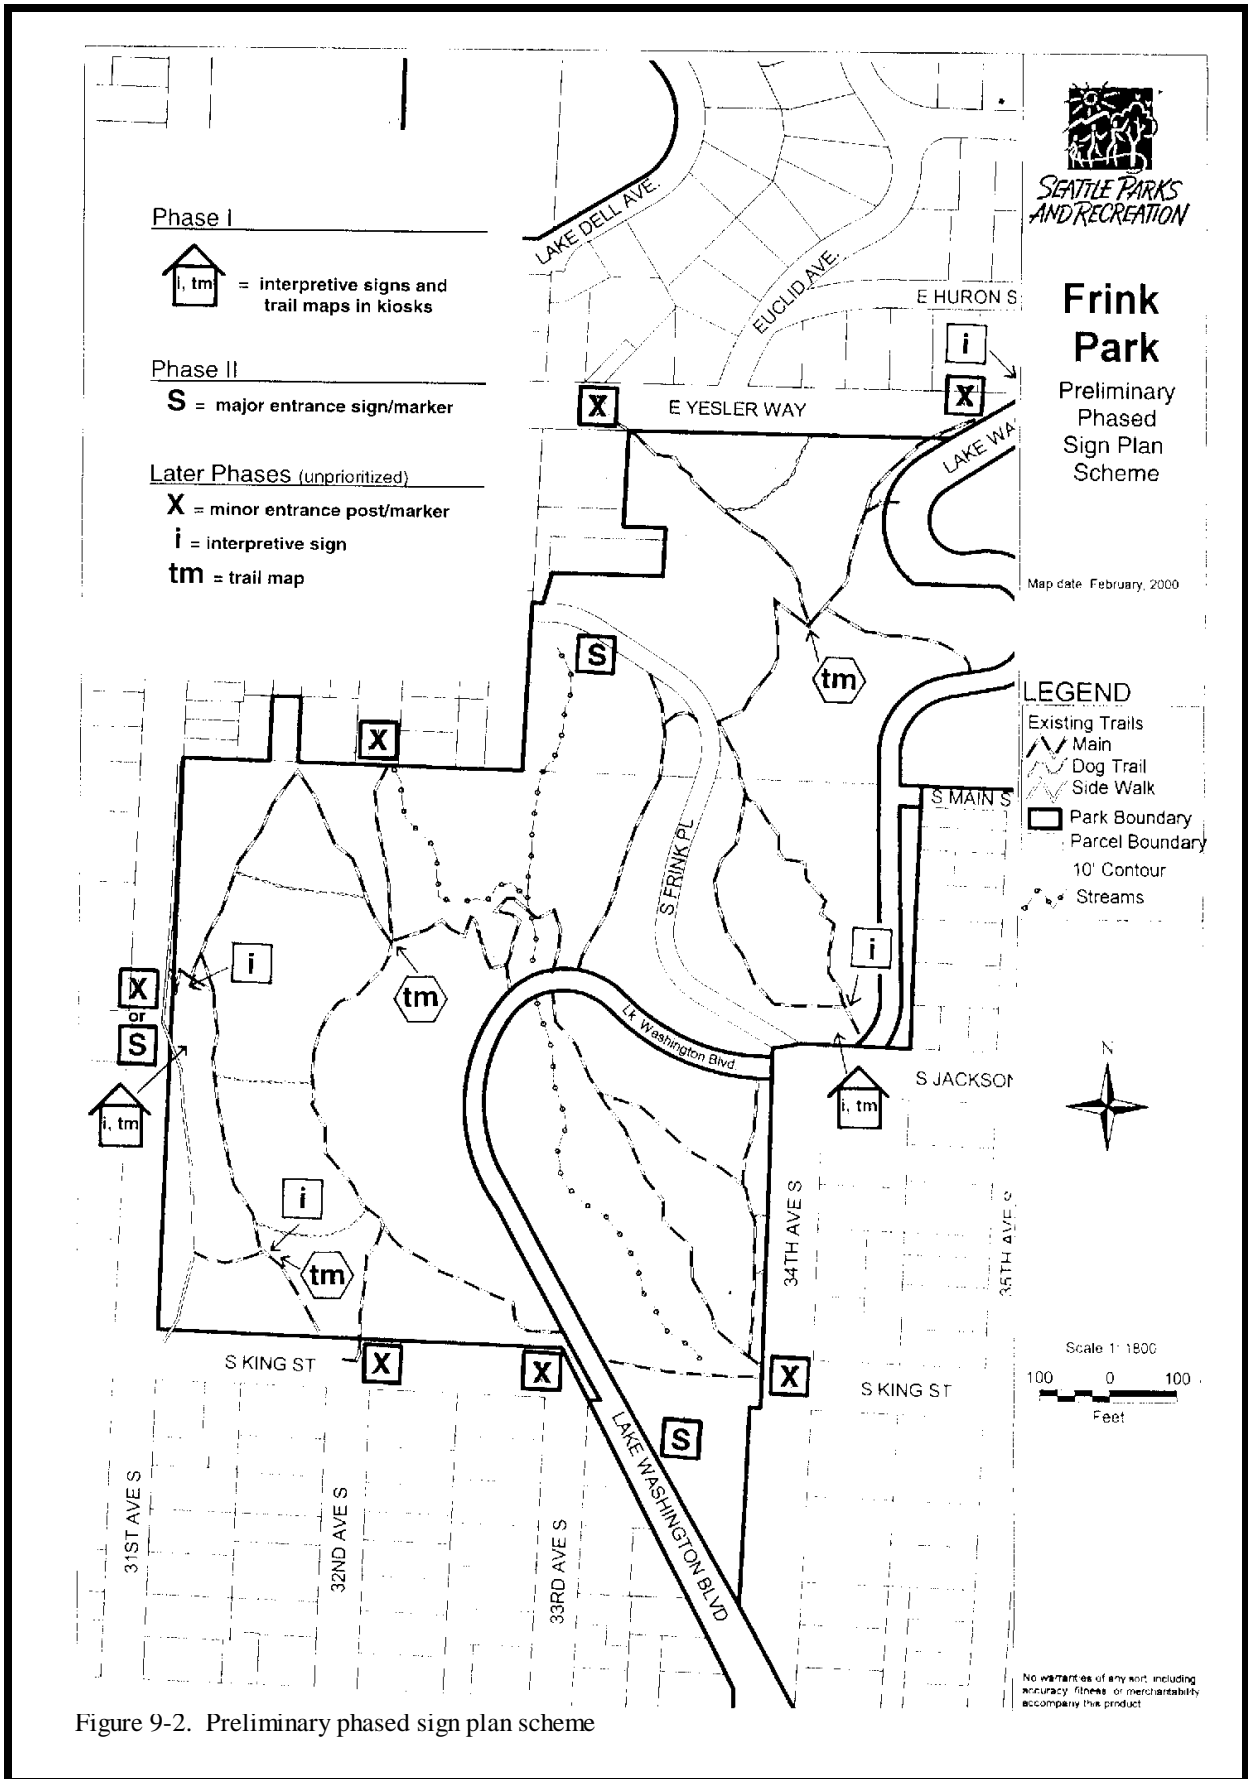 SEATTLE PARKS
AND RECREATION
Frink
Park
Preliminary
Phased
Sign Plan
Scheme
Map date February, 2000
Phase I
i, tm = interpretive signs and
trail maps in kiosks
Phase II
S = major entrance sign/marker
Later Phases (unprioritized)
X = minor entrance post/marker
i = interpretive sign
tm = trail map
LAKE DELL AVE.
EUCLID AVE.
E HURON S
i
X
E YESLER WAY
X
LAKE WA
S
tm
X
S MAIN S
S FRINK PL
i
i
X
or
S
tm
Lk Washington Blvd.
i, tm
i, tm
S JACKSON
i
tm
34TH AVE S
35TH AVE S
S KING ST
X
X
X
S KING ST
S
LAKE WASHINGTON BLVD
31ST AVE S
32ND AVE S
33RD AVE S
LEGEND
Existing Trails
Main
Dog Trail
Side Walk
Park Boundary
Parcel Boundary
10' Contour
Streams
N
Scale 1: 1800
100 0 100
Feet
No warranties of any sort, including
accuracy, fitness or merchantability
accompany this product
Figure 9-2. Preliminary phased sign plan scheme